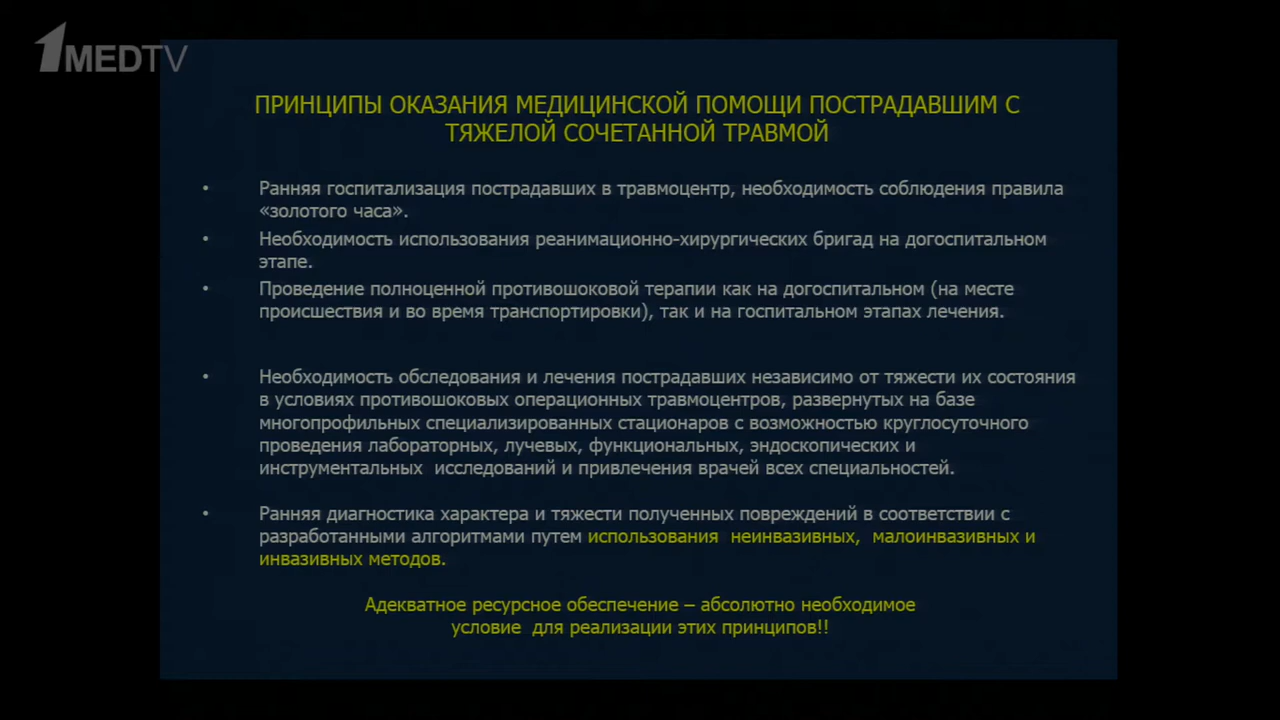 1MEDTV
ПРИНЦИПЫ ОКАЗАНИЯ МЕДИЦИНСКОЙ ПОМОЩИ ПОСТРАДАВШИМ С
ТЯЖЕЛОЙ СОЧЕТАННОЙ ТРАВМОЙ
• Ранняя госпитализация пострадавших в травмоцентр, необходимость соблюдения правила
«золотого часа».
• Необходимость использования реанимационно-хирургических бригад на догоспитальном
этапе.
• Проведение полноценной противошоковой терапии как на догоспитальном (на месте
происшествия и во время транспортировки), так и на госпитальном этапах лечения.
• Необходимость обследования и лечения пострадавших независимо от тяжести их состояния
в условиях противошоковых операционных травмоцентров, развернутых на базе
многопрофильных специализированных стационаров с возможностью круглосуточного
проведения лабораторных, лучевых, функциональных, эндоскопических и
инструментальных исследований и привлечения врачей всех специальностей.
• Ранняя диагностика характера и тяжести полученных повреждений в соответствии с
разработанными алгоритмами путем использования неинвазивных, малоинвазивных и
инвазивных методов.
Адекватное ресурсное обеспечение – абсолютно необходимое
условие для реализации этих принципов!!